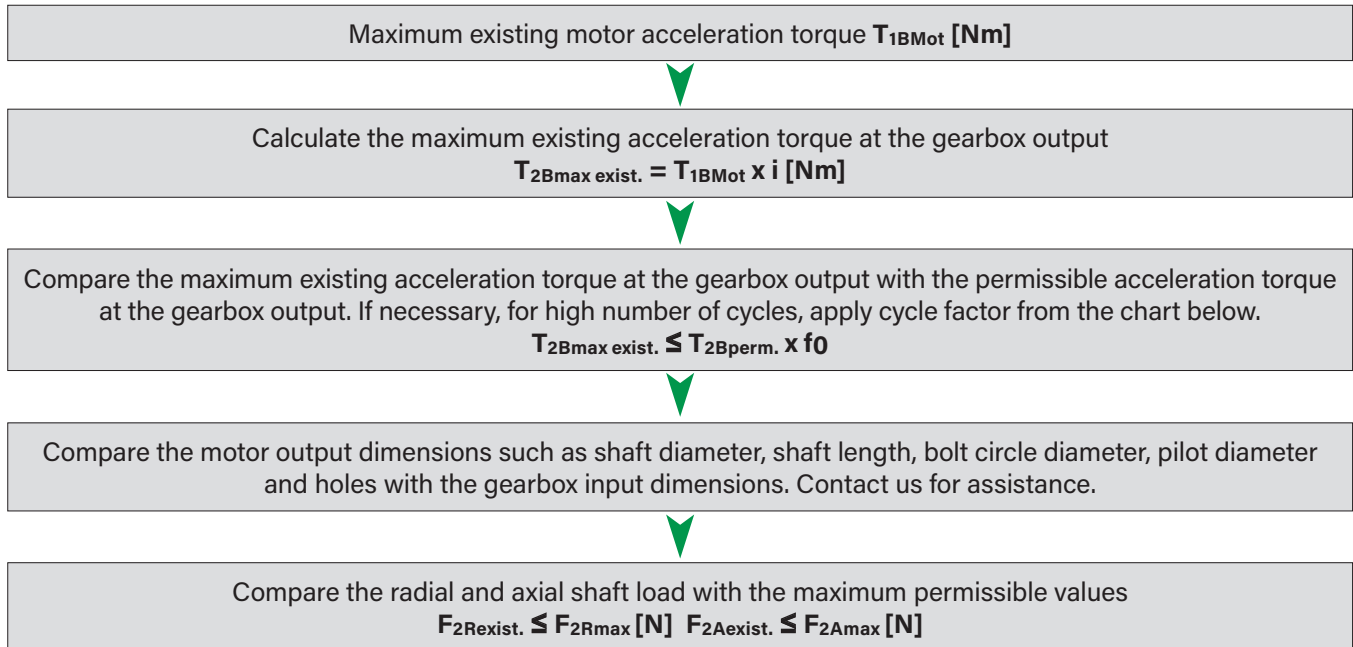 Maximum existing motor acceleration torque T1BMot [Nm]
Calculate the maximum existing acceleration torque at the gearbox output
T2Bmax exist. = T1BMot x i [Nm]
Compare the maximum existing acceleration torque at the gearbox output with the permissible acceleration torque
at the gearbox output. If necessary, for high number of cycles, apply cycle factor from the chart below.
T2Bmax exist. ≤ T2Bperm. x f0
Compare the motor output dimensions such as shaft diameter, shaft length, bolt circle diameter, pilot diameter
and holes with the gearbox input dimensions. Contact us for assistance.
Compare the radial and axial shaft load with the maximum permissible values
F2Rexist. ≤ F2Rmax [N] F2Aexist. ≤ F2Amax [N]